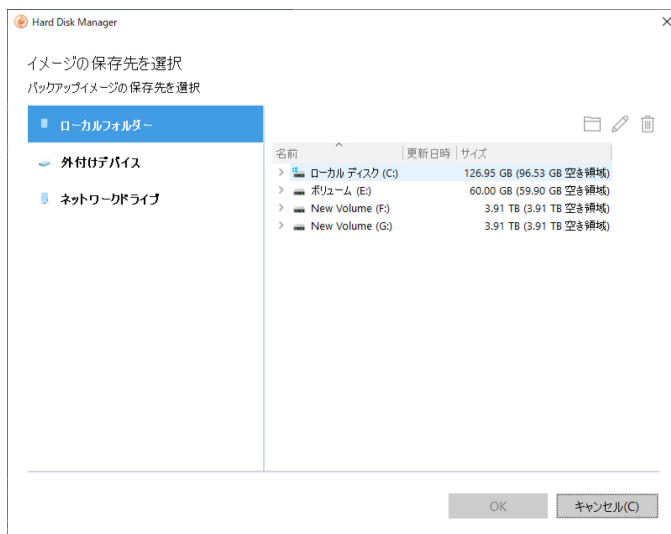 Hard Disk Manager
イメージの保存先を選択
バックアップイメージの保存先を選択
ローカルフォルダー
外付けデバイス
ネットワークドライブ
名前 更新日時 サイズ
ローカル ディスク (C:) 126.95 GB (96.53 GB 空き領域)
ボリューム (E:) 60.00 GB (59.90 GB 空き領域)
New Volume (F:) 3.91 TB (3.91 TB 空き領域)
New Volume (G:) 3.91 TB (3.91 TB 空き領域)
OK キャンセル(C)